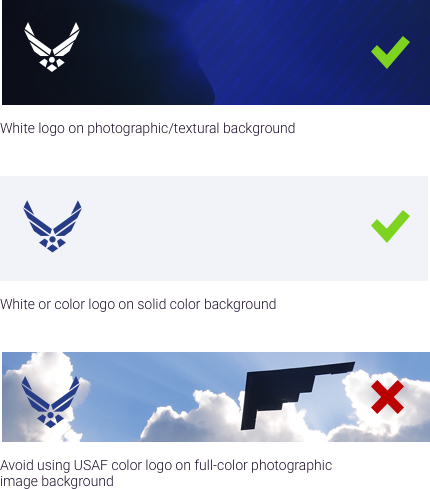 White logo on photographic/textural background
White or color logo on solid color background
Avoid using USAF color logo on full-color photographic
image background